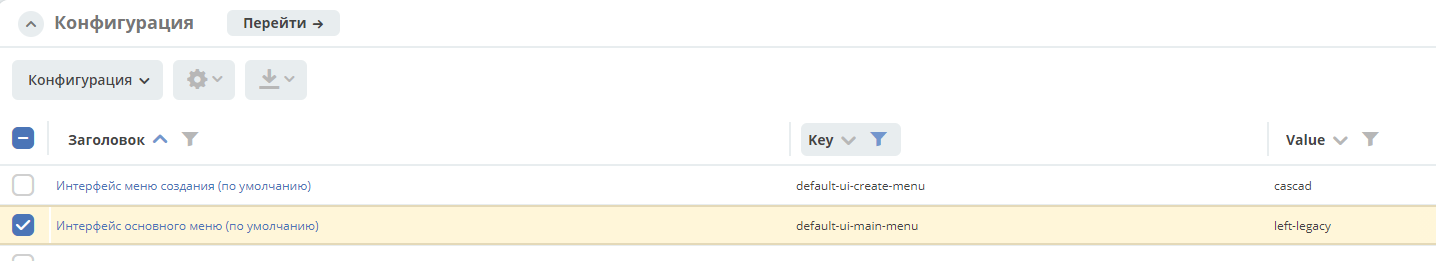 Конфигурация Перейти →
Конфигурация
Заголовок Key Value
Интерфейс меню создания (по умолчанию) default-ui-create-menu cascad
Интерфейс основного меню (по умолчанию) default-ui-main-menu left-legacy